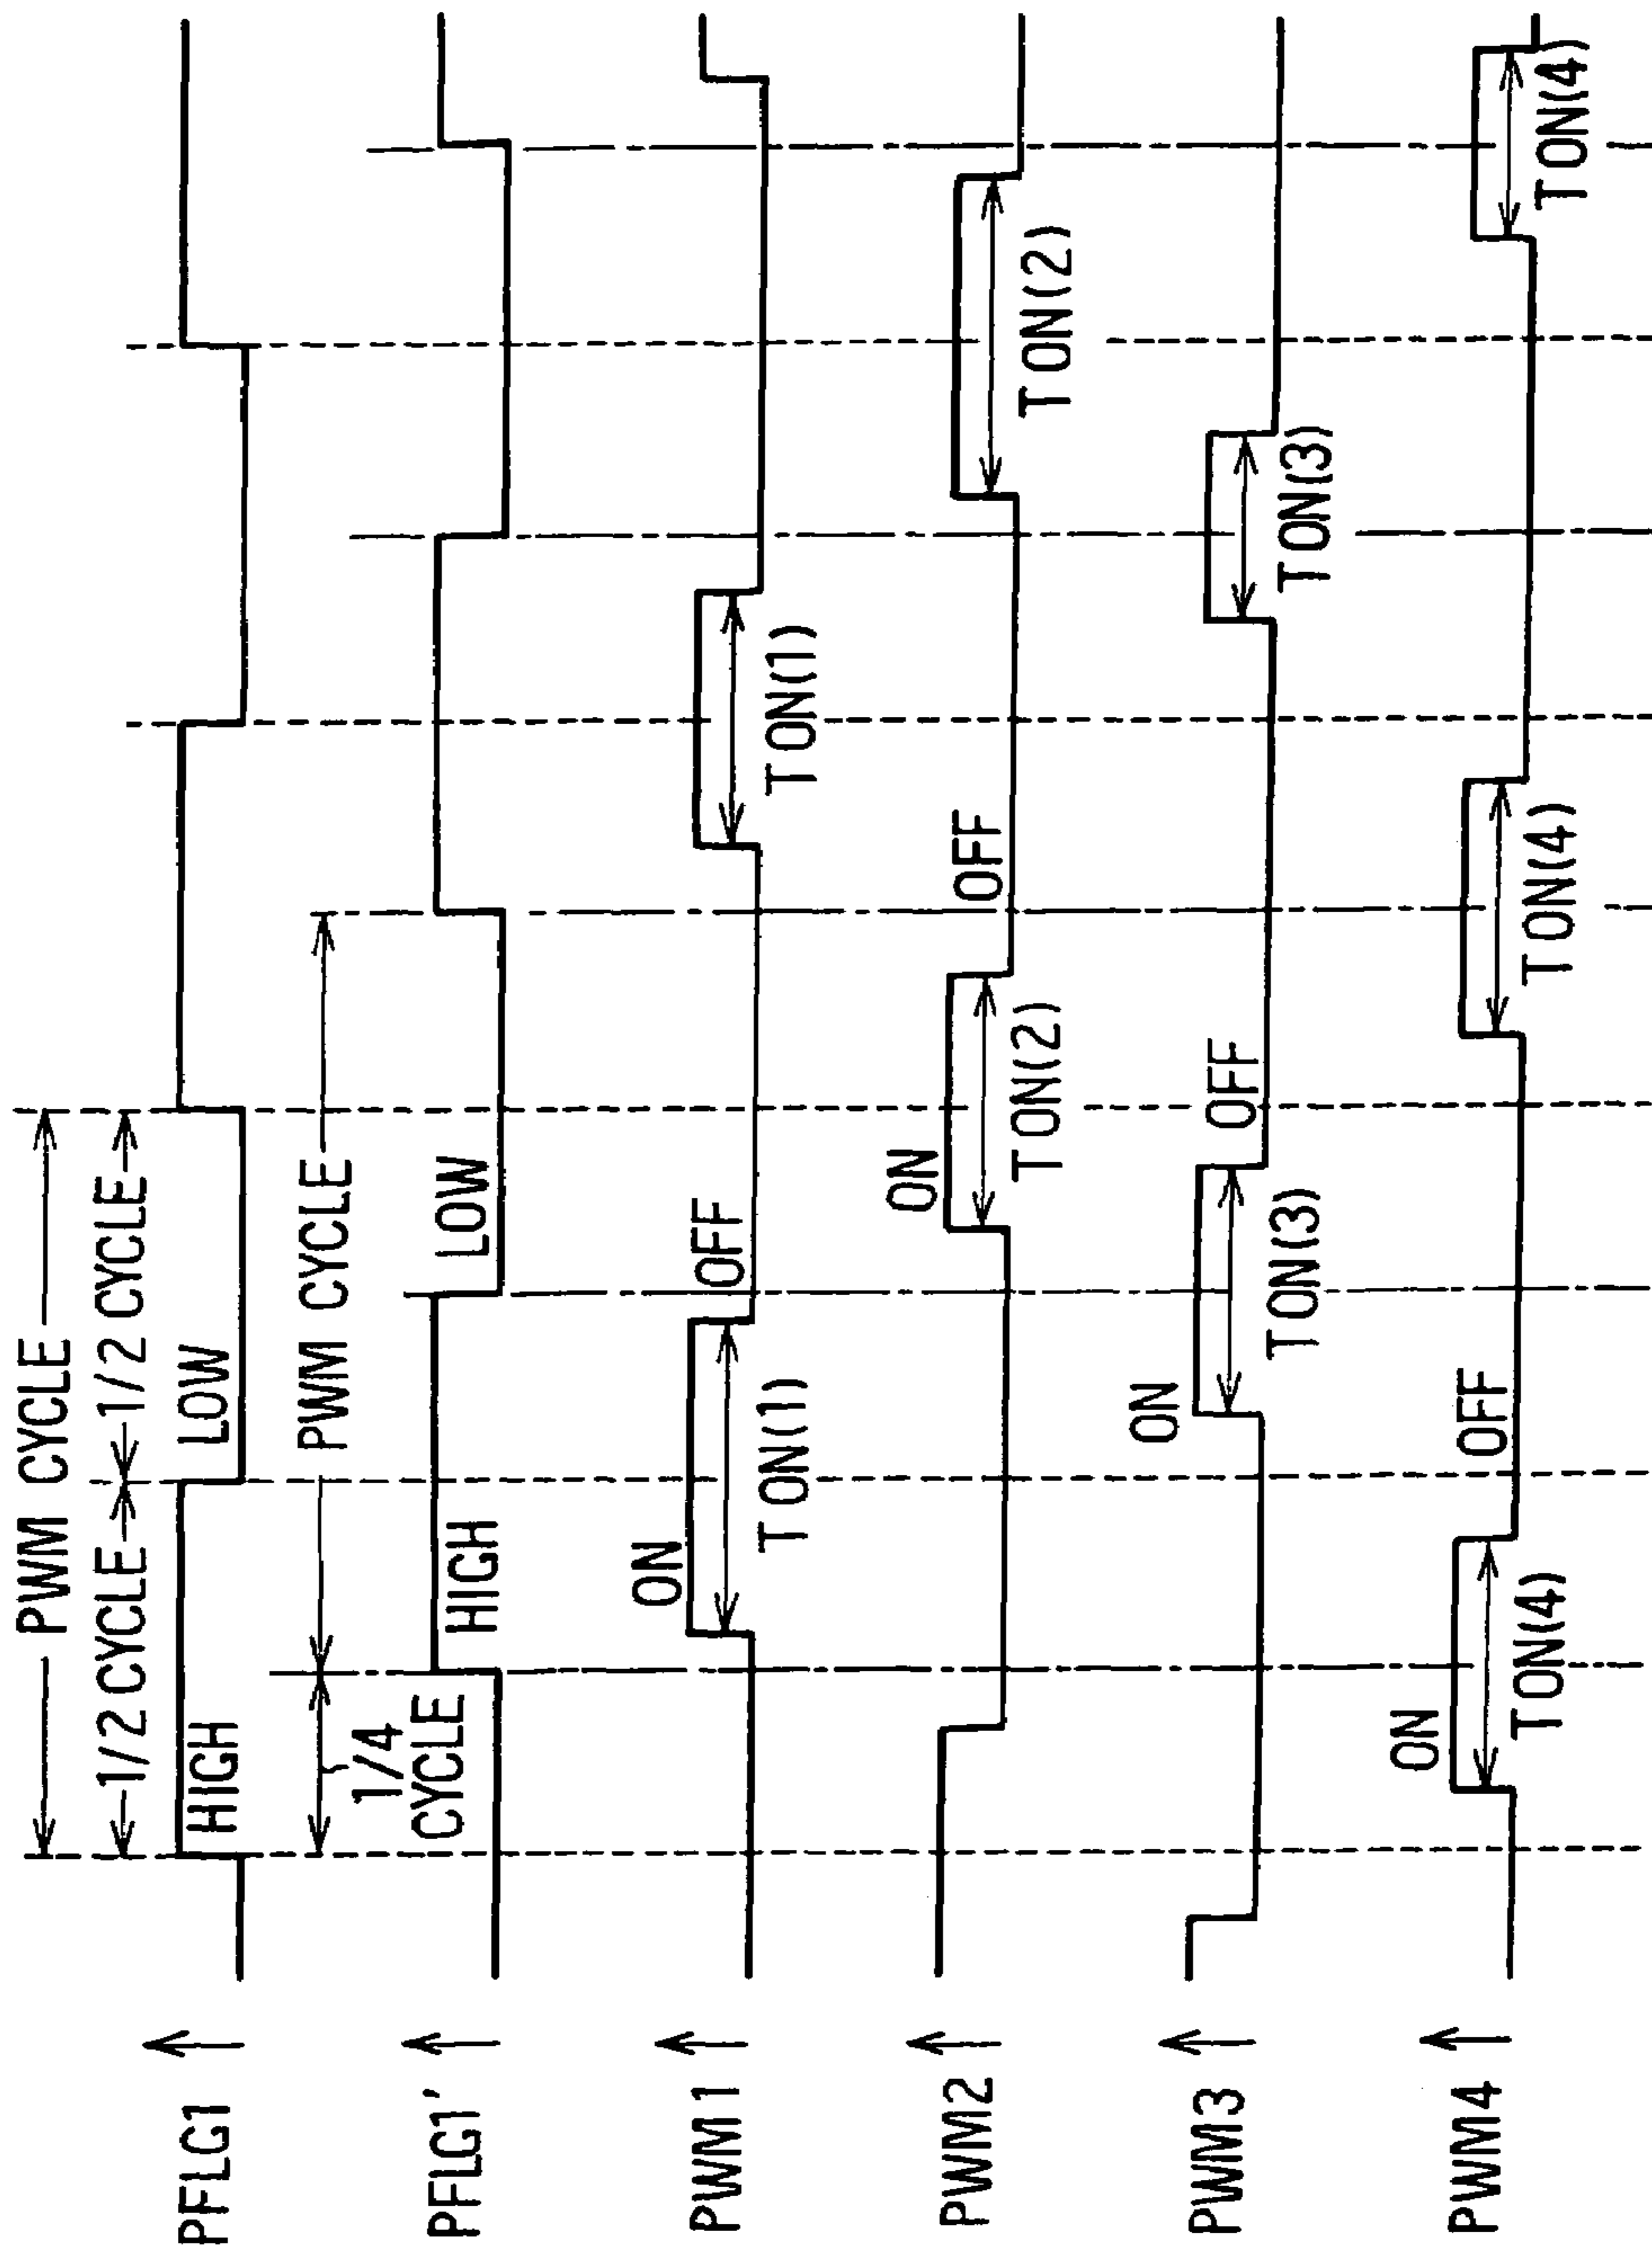 PWM CYCLE
1/2 CYCLE 1/2 CYCLE
PFLG1 HIGH LOW
PWM CYCLE
1/4
CYCLE
PFLG1' HIGH LOW
PWM1 ON OFF
TON(1) TON(1)
PWM2 ON OFF
TON(2) TON(2)
PWM3 ON OFF
TON(3) TON(3)
PWM4 ON OFF
TON(4) TON(4) TON(4)